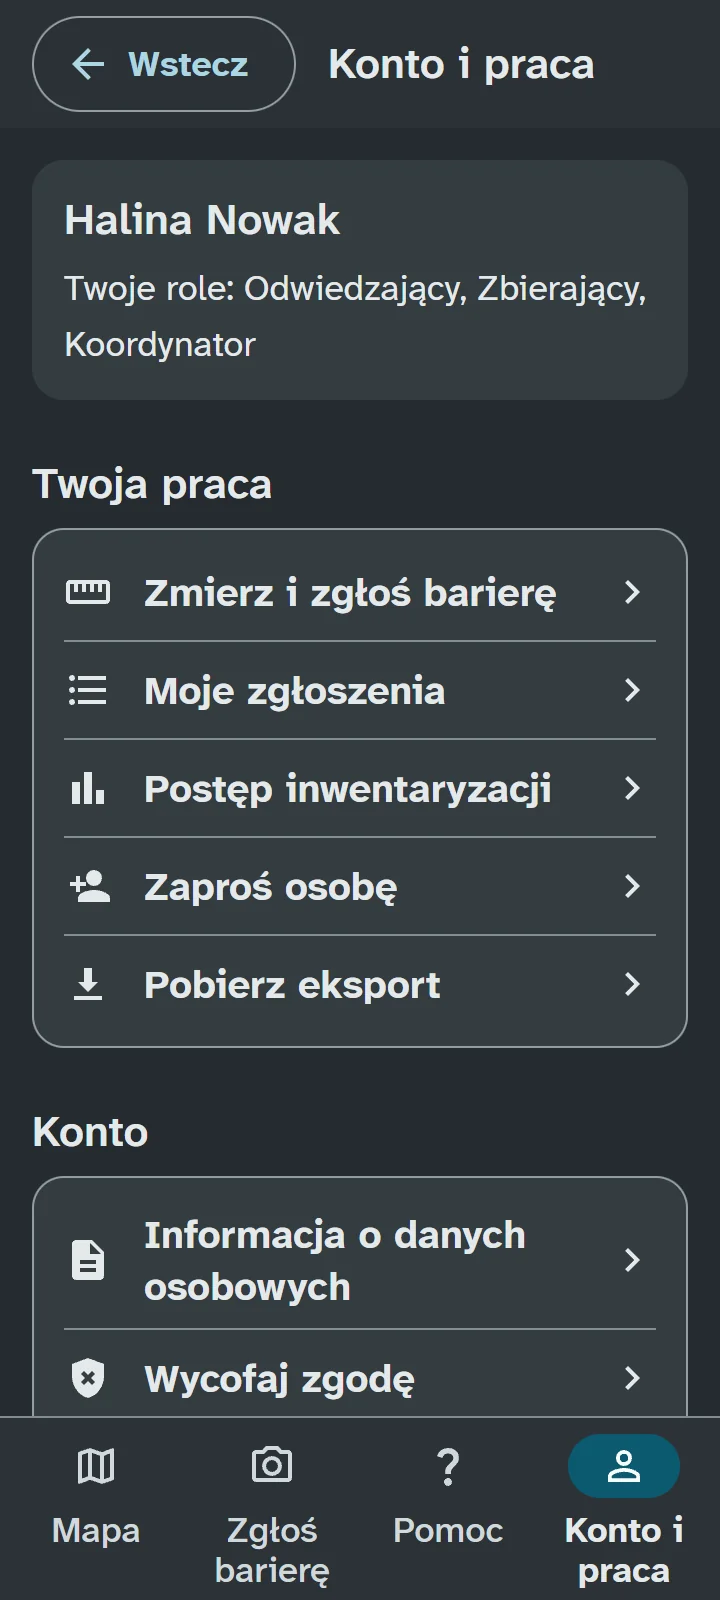 Wstecz
Konto i praca
Halina Nowak
Twoje role: Odwiedzający, Zbierający,
Koordynator
Twoja praca
Zmierz i zgłoś barierę
Moje zgłoszenia
Postęp inwentaryzacji
Zaproś osobę
Pobierz eksport
Konto
Informacja o danych
osobowych
Wycofaj zgodę
Mapa
Zgłoś
barierę
Pomoc
Konto i
praca